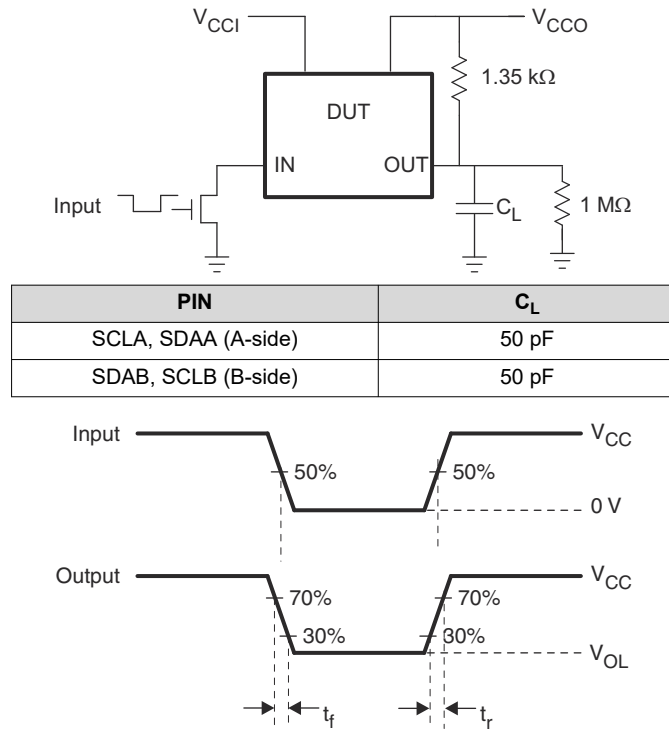 V_CCI V_CCO
1.35 kΩ
DUT
IN OUT
Input C_L 1 MΩ
PIN C_L
SCLA, SDAA (A-side) 50 pF
SDAB, SCLB (B-side) 50 pF
Input V_CC
50% 50%
0 V
Output V_CC
70% 70%
30% 30%
V_OL
t_f t_r